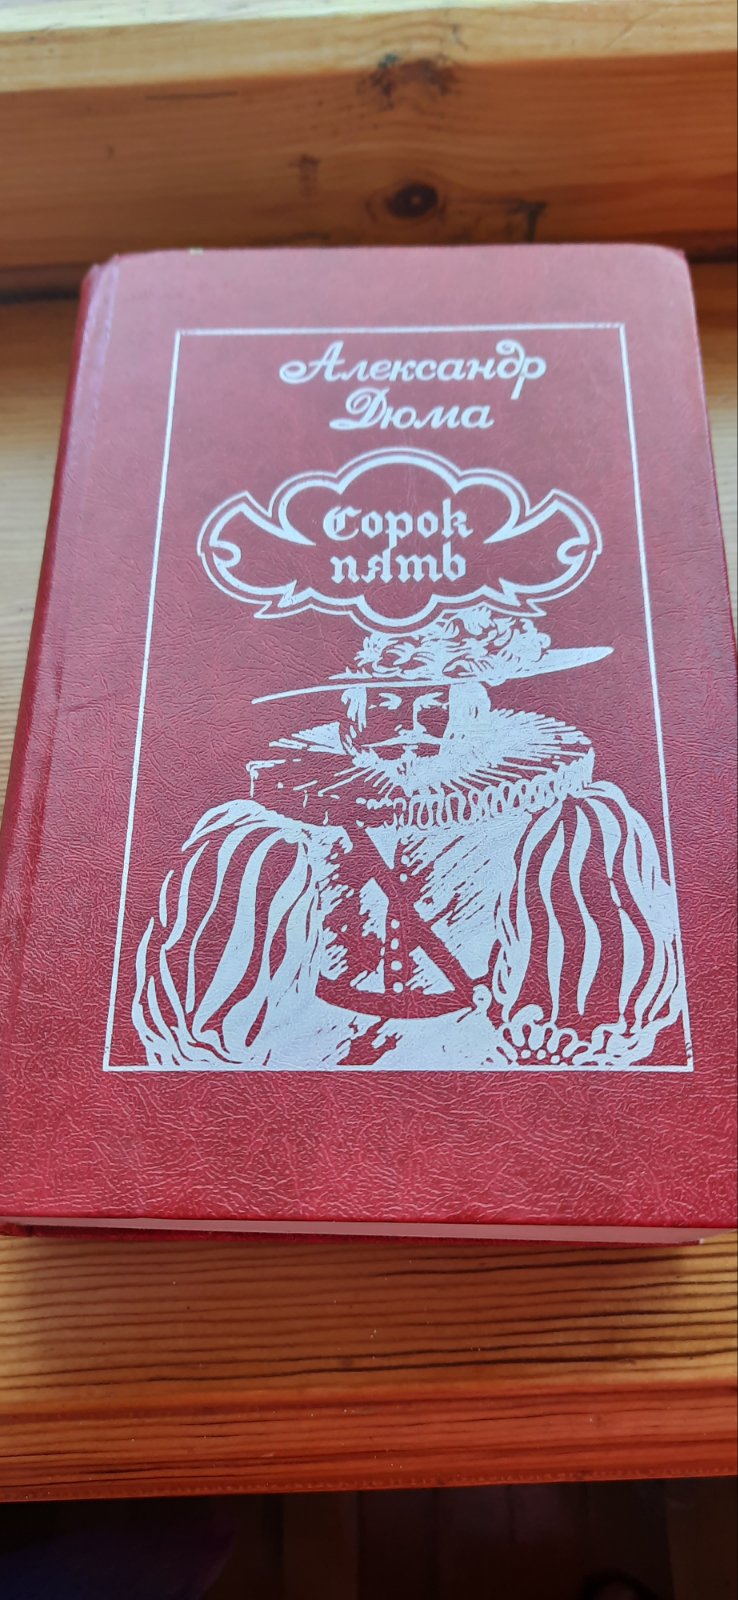 Александр
Дюма
Сорок
пять